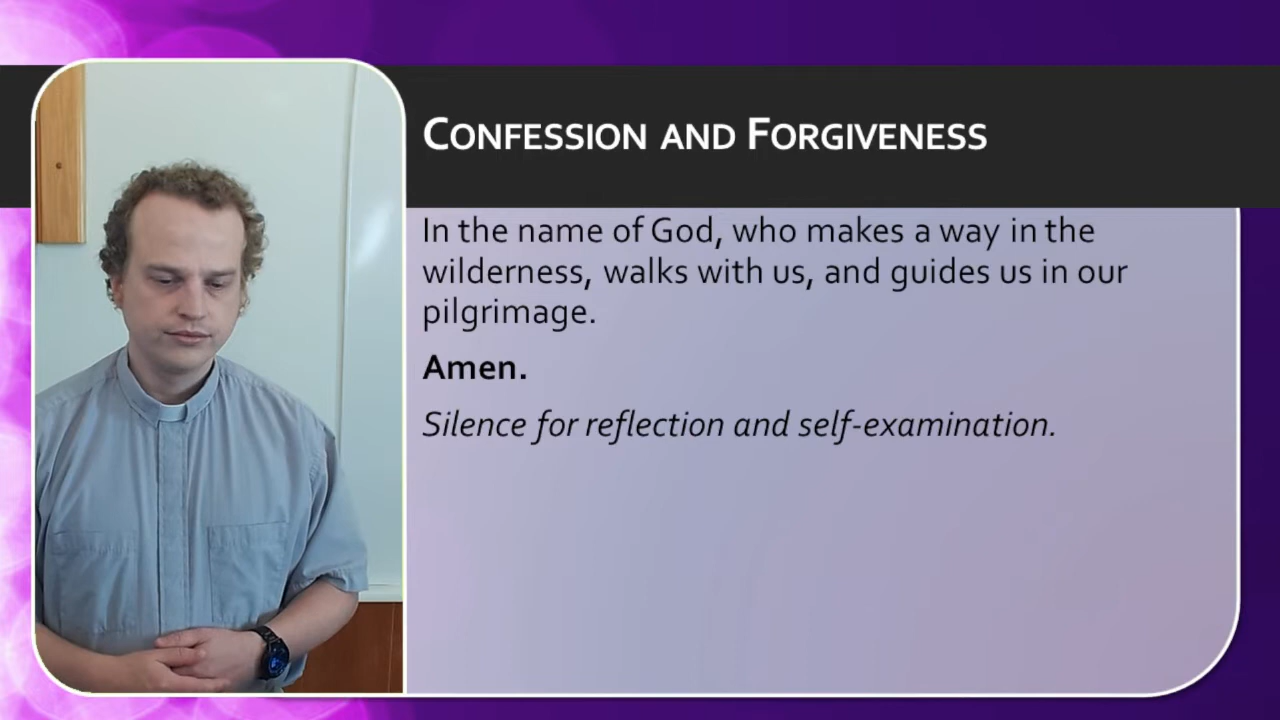 CONFESSION AND FORGIVENESS
In the name of God, who makes a way in the
wilderness, walks with us, and guides us in our
pilgrimage.
Amen.
Silence for reflection and self-examination.